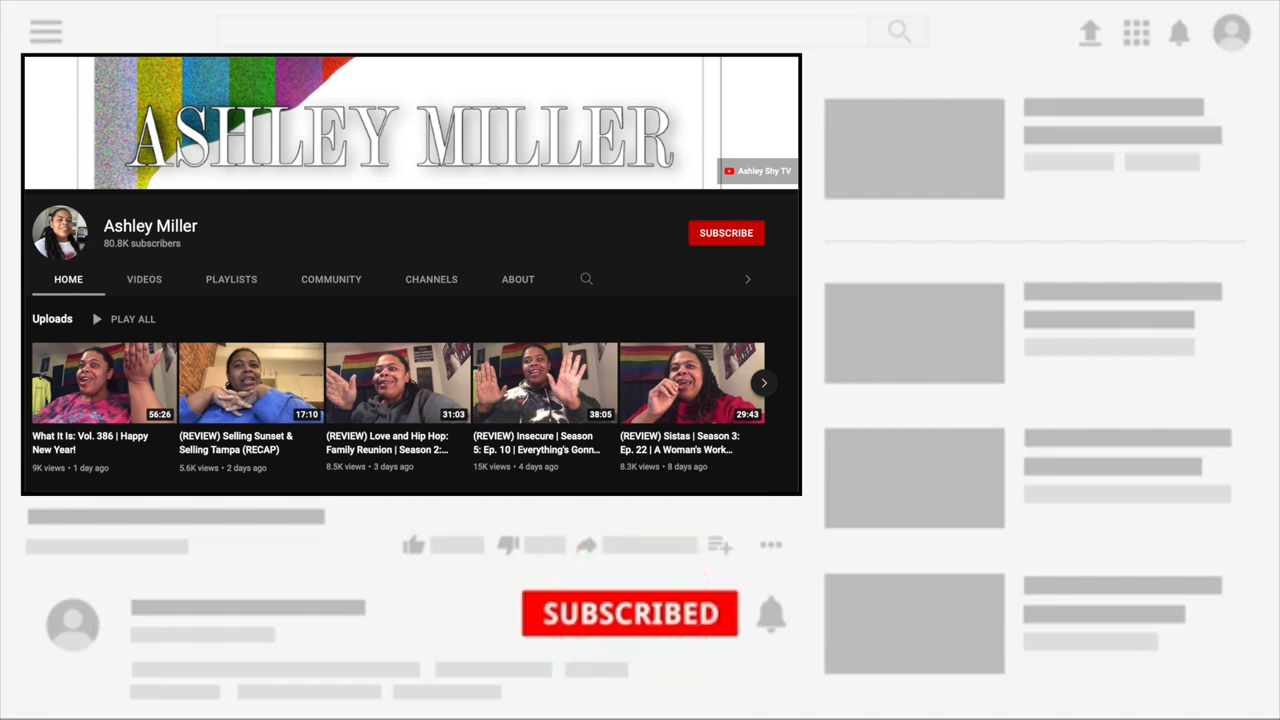 ASHLEY MILLER
Ashley Shy TV
Ashley Miller
80.8K subscribers
SUBSCRIBE
HOME VIDEOS PLAYLISTS COMMUNITY CHANNELS ABOUT
Uploads PLAY ALL
56:26 17:10 31:03 38:05 29:43
What It Is: Vol. 386 | Happy
New Year!
9K views • 1 day ago
(REVIEW) Selling Sunset &
Selling Tampa (RECAP)
5.6K views • 2 days ago
(REVIEW) Love and Hip Hop:
Family Reunion | Season 2:...
8.5K views • 3 days ago
(REVIEW) Insecure | Season
5: Ep. 10 | Everything's Gonn...
15K views • 4 days ago
(REVIEW) Sistas | Season 3:
Ep. 22 | A Woman's Work...
8.3K views • 8 days ago
SUBSCRIBED